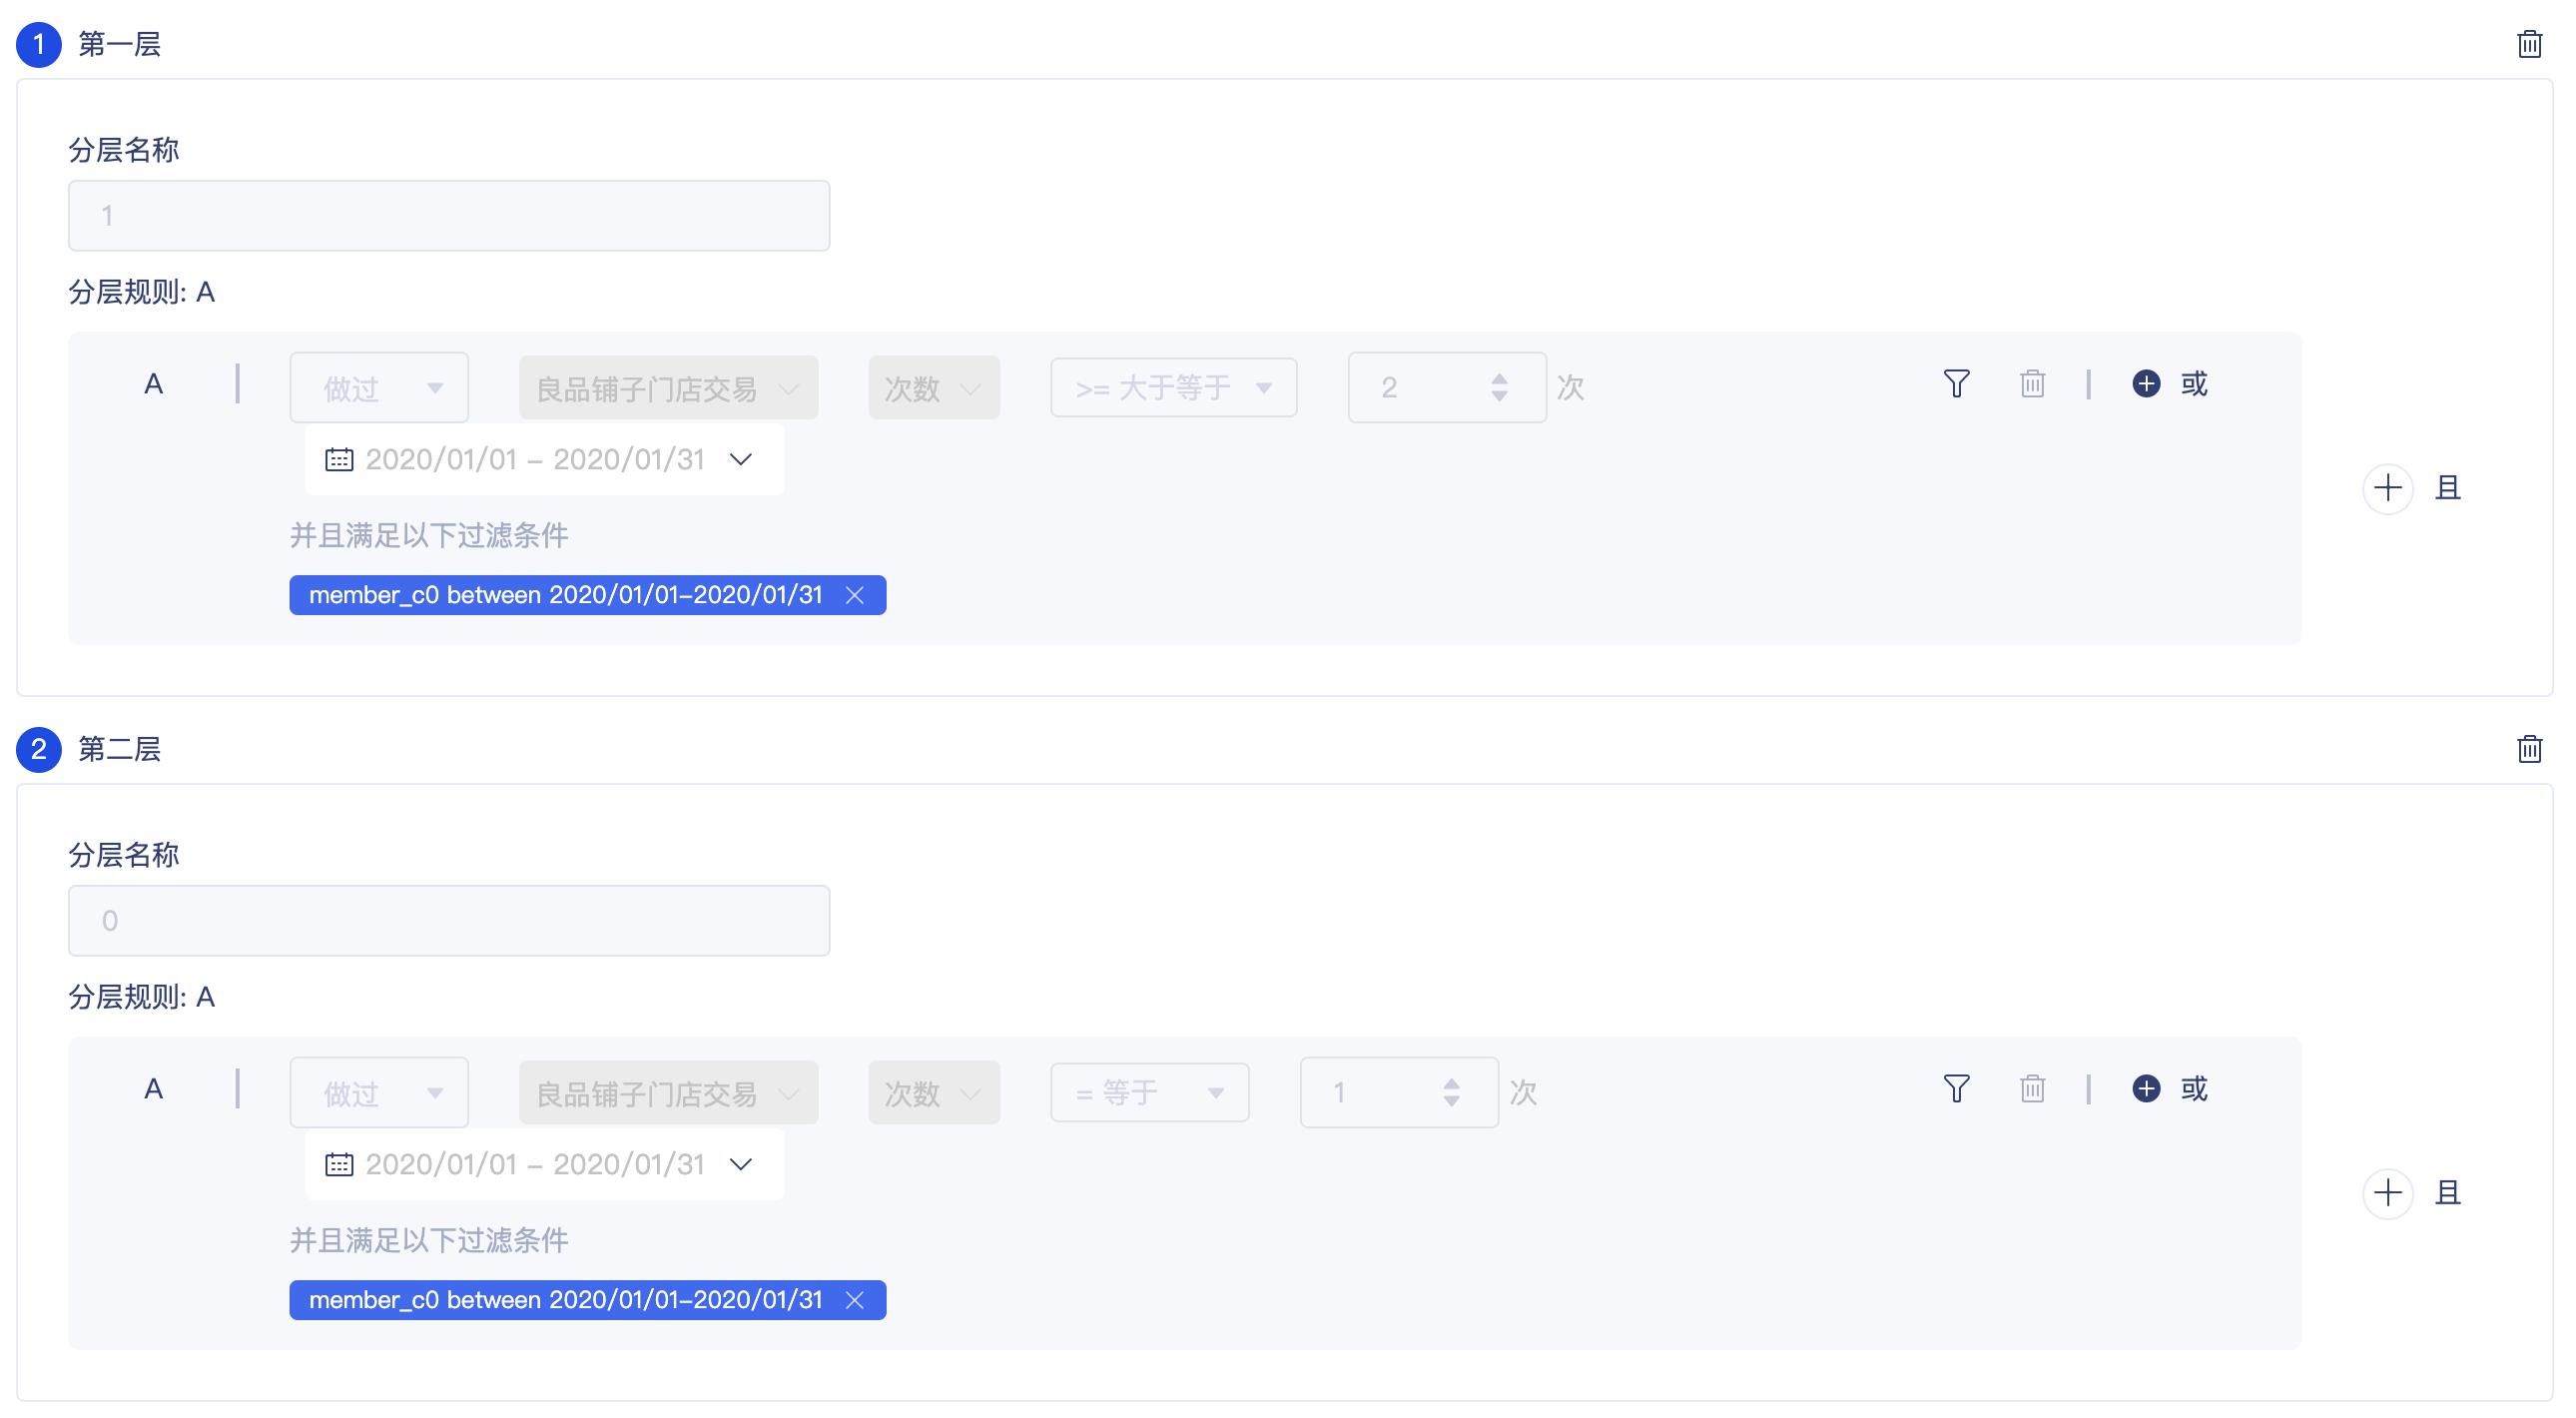 1 第一层
分层名称
1
分层规则: A
A 做过 良品铺子门店交易 次数 >= 大于等于 2 次 或
2020/01/01 – 2020/01/31
且
并且满足以下过滤条件
member_c0 between 2020/01/01-2020/01/31
2 第二层
分层名称
0
分层规则: A
A 做过 良品铺子门店交易 次数 = 等于 1 次 或
2020/01/01 – 2020/01/31
且
并且满足以下过滤条件
member_c0 between 2020/01/01-2020/01/31